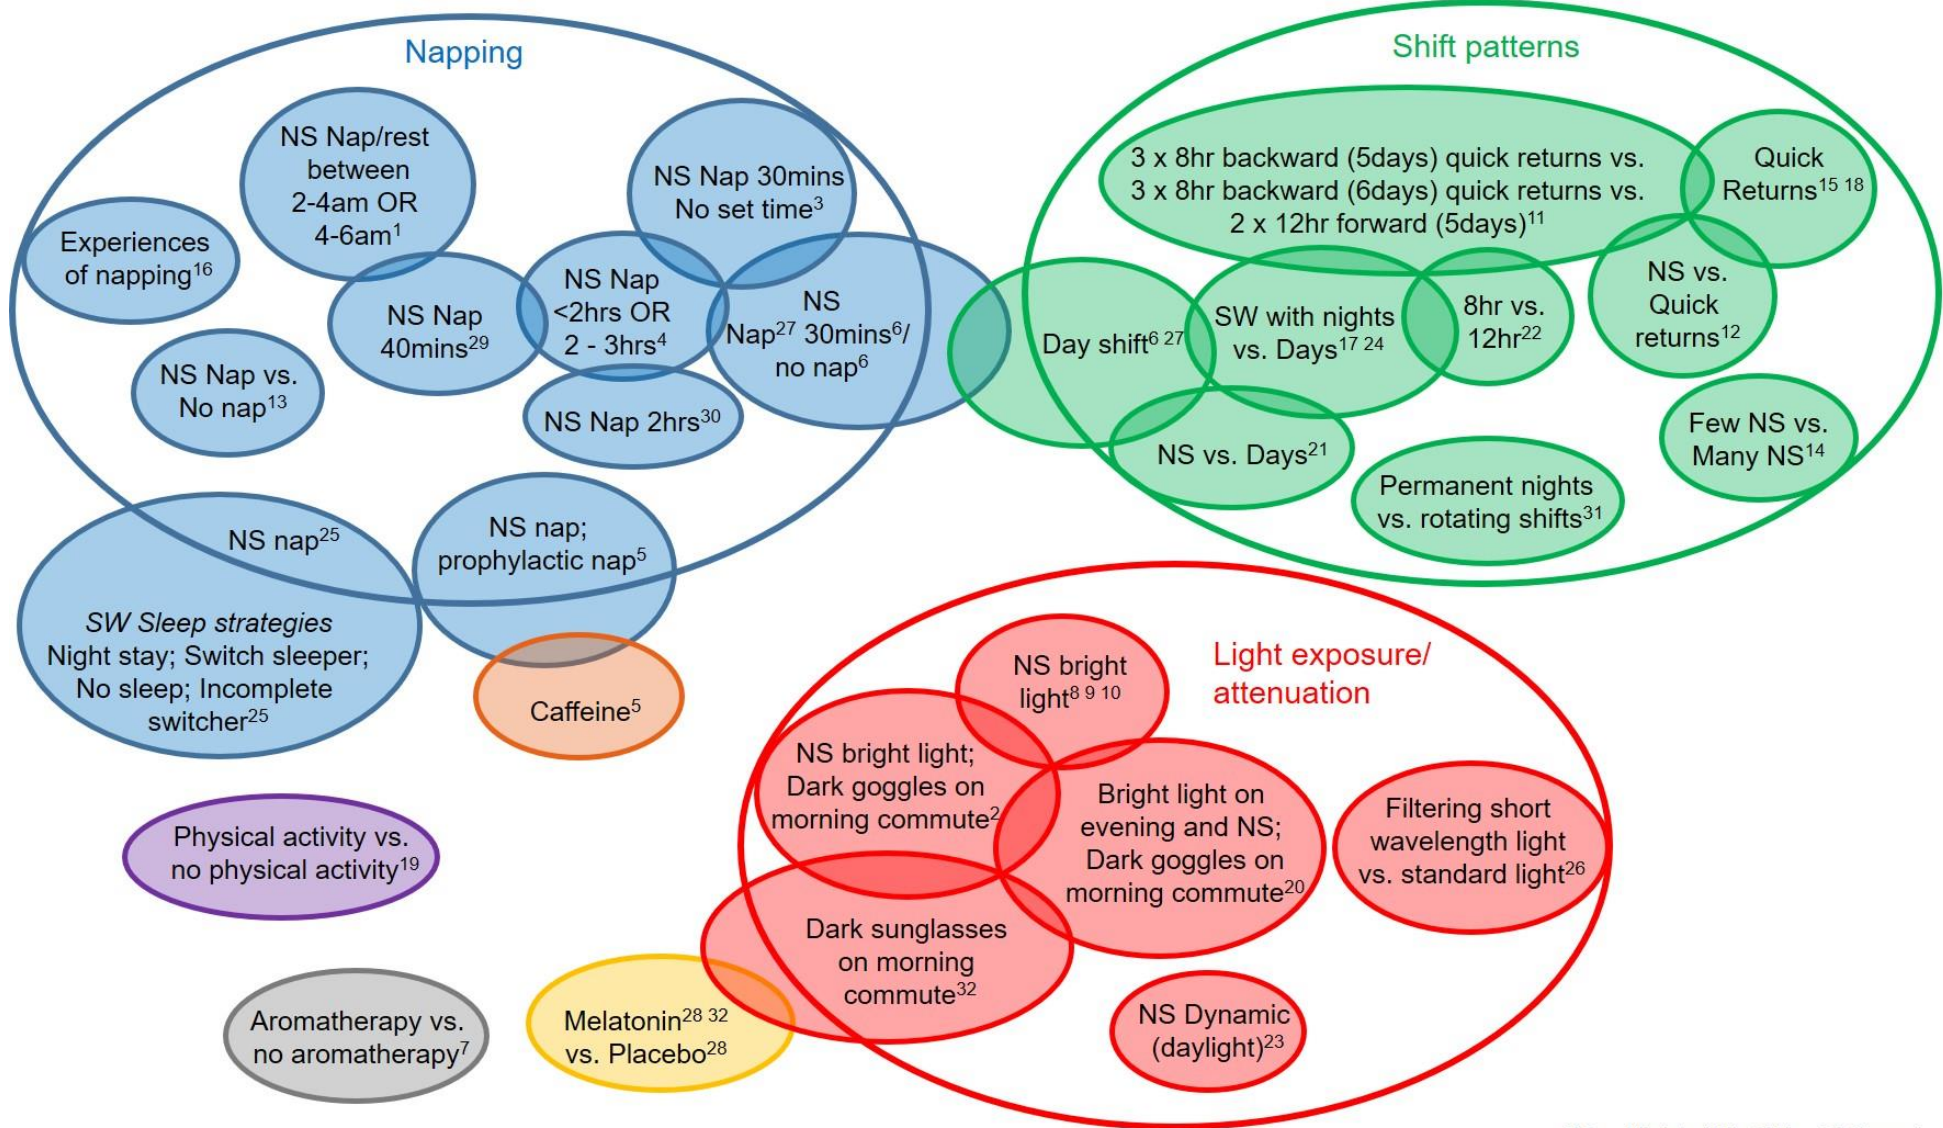 Napping
NS Nap/rest
between
2-4am OR
4-6am1
NS Nap 30mins
No set time3
Experiences
of napping16
NS Nap
40mins29
NS Nap
<2hrs OR
2 - 3hrs4
NS
Nap27 30mins6/
no nap6
NS Nap vs.
No nap13
NS Nap 2hrs30
NS nap25
SW Sleep strategies
Night stay; Switch sleeper;
No sleep; Incomplete
switcher25
NS nap;
prophylactic nap5
Caffeine5
Shift patterns
3 x 8hr backward (5days) quick returns vs.
3 x 8hr backward (6days) quick returns vs.
2 x 12hr forward (5days)11
Quick
Returns15 18
Day shift6 27
SW with nights
vs. Days17 24
8hr vs.
12hr22
NS vs.
Quick
returns12
NS vs. Days21
Few NS vs.
Many NS14
Permanent nights
vs. rotating shifts31
Light exposure/
attenuation
NS bright
light8 9 10
NS bright light;
Dark goggles on
morning commute2
Bright light on
evening and NS;
Dark goggles on
morning commute20
Filtering short
wavelength light
vs. standard light26
Dark sunglasses
on morning
commute32
NS Dynamic
(daylight)23
Physical activity vs.
no physical activity19
Aromatherapy vs.
no aromatherapy7
Melatonin28 32
vs. Placebo28